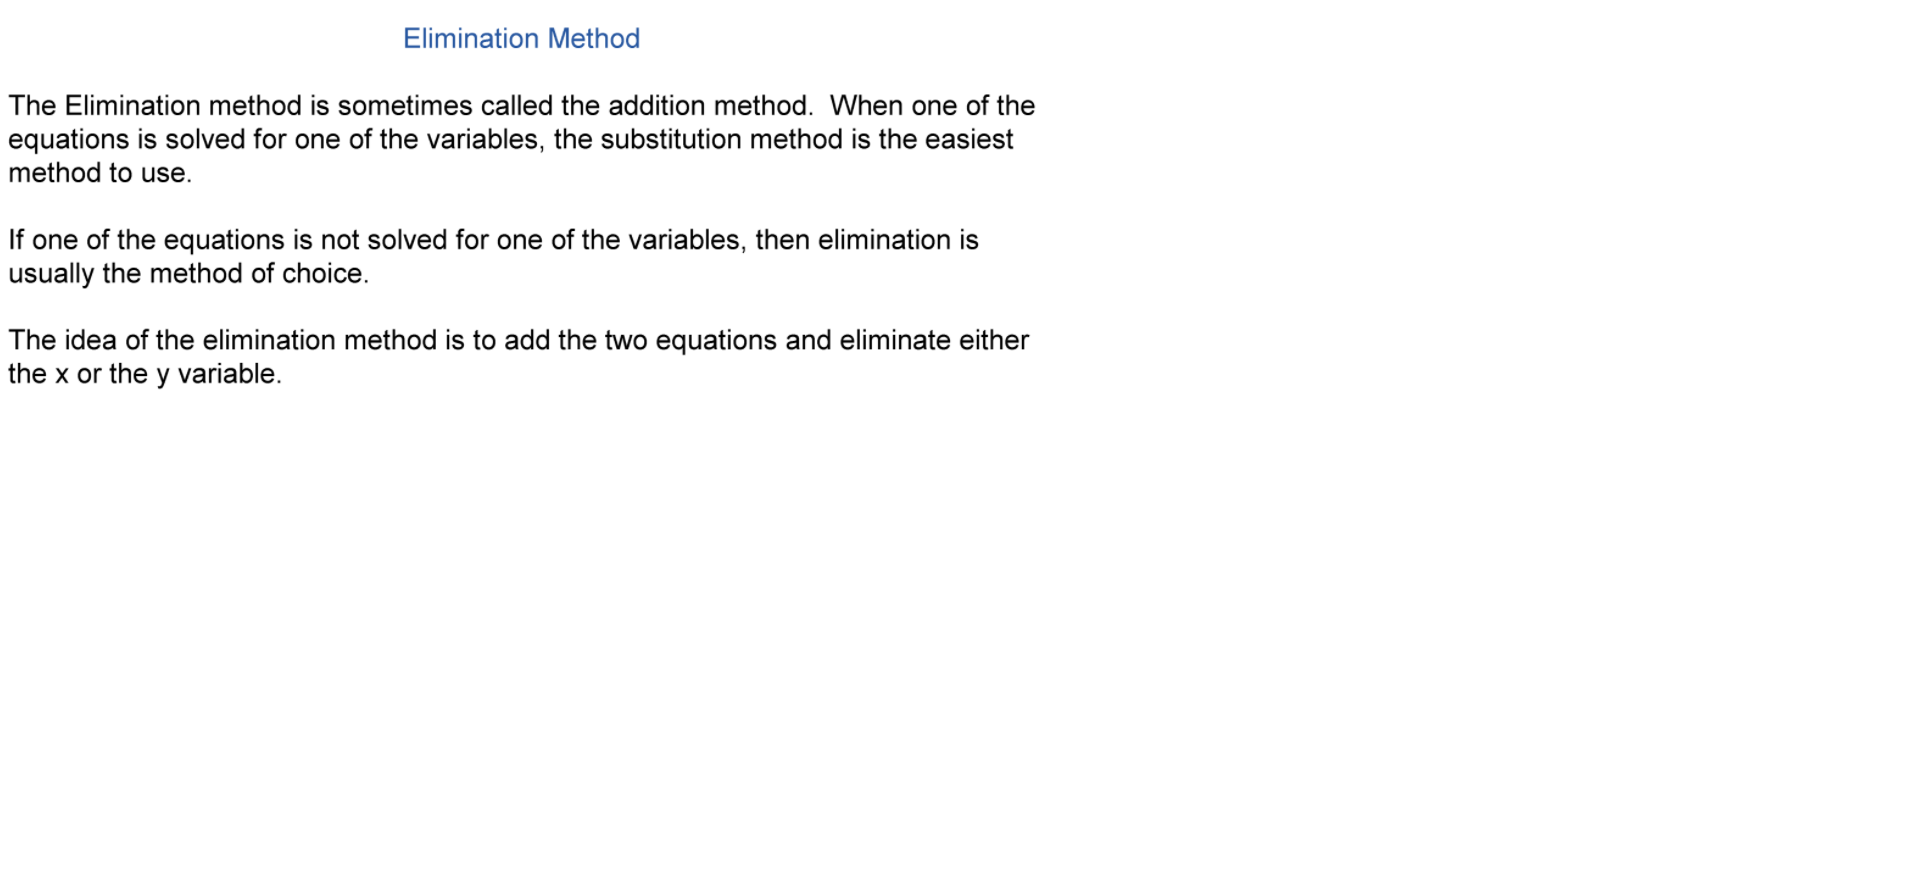 Elimination Method
The Elimination method is sometimes called the addition method.  When one of the
equations is solved for one of the variables, the substitution method is the easiest
method to use.
If one of the equations is not solved for one of the variables, then elimination is
usually the method of choice.
The idea of the elimination method is to add the two equations and eliminate either
the x or the y variable.